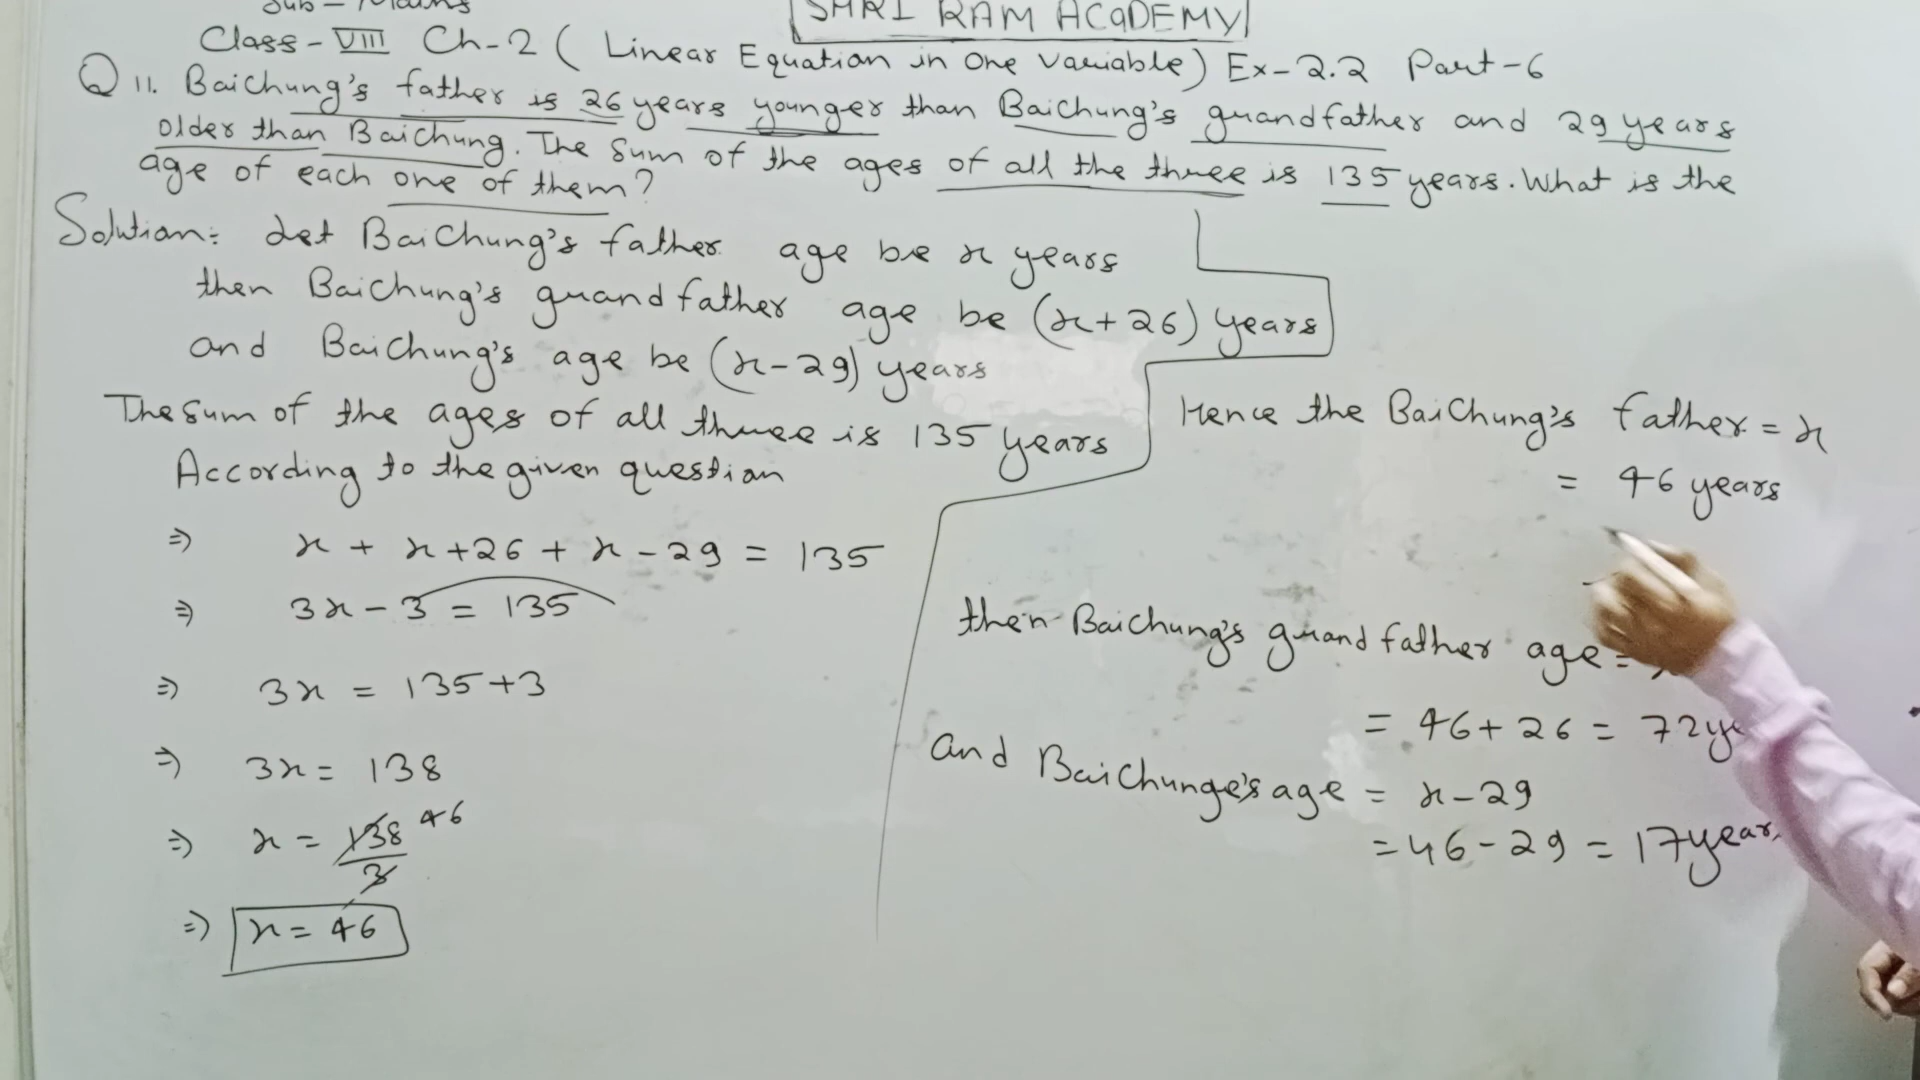 Sub - Maths
SHRI RAM ACADEMY
Class - VIII Ch-2 ( Linear Equation in One Variable) Ex-2.2 Part-6
Q 11. BaiChung's father is 26 years younger than BaiChung's grandfather and 29 years
older than BaiChung. The Sum of the ages of all the three is 135 years. What is the
age of each one of them?
Solution: Let BaiChung's father age be x years
then BaiChung's grandfather age be (x+26) years
and BaiChung's age be (x-29) years
The sum of the ages of all three is 135 years
According to the given question
⇒ x + x+26 + x - 29 = 135
⇒ 3x - 3 = 135
⇒ 3x = 135+3
⇒ 3x = 138
⇒ x = 138/3 46
⇒ x = 46
Hence the BaiChung's father = x
= 46 years
then BaiChung's grandfather age =
= 46+26 = 72 ye
and BaiChunge's age = x-29
= 46-29 = 17 years